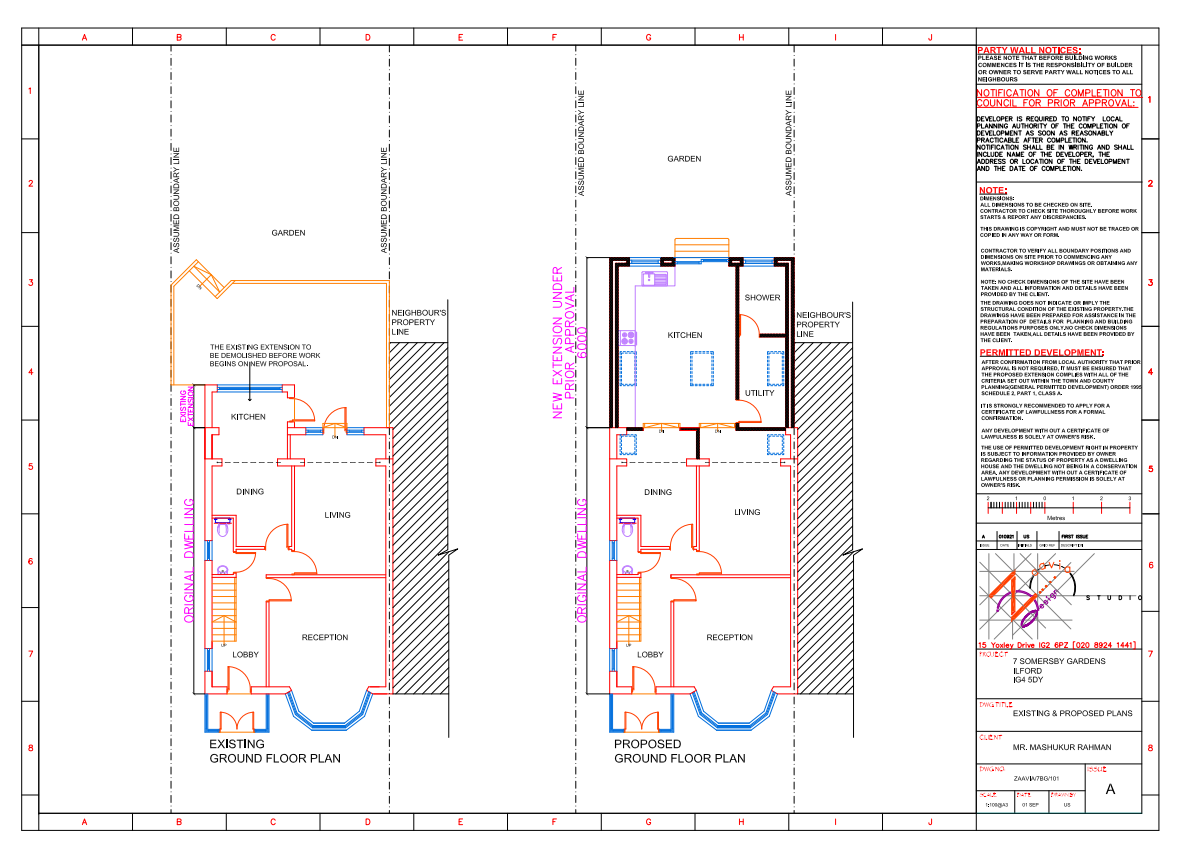 A B C D E F G H I J
1
2
3
4
5
6
7
8
ASSUMED BOUNDARY LINE
ASSUMED BOUNDARY LINE
GARDEN
THE EXISTING EXTENSION TO
BE DEMOLISHED BEFORE WORK
BEGINS ON NEW PROPOSAL.
NEIGHBOUR'S
PROPERTY
LINE
EXISTING
EXTENSION
KITCHEN
DN
DINING
LIVING
ORIGINAL DWELLING
UP
LOBBY
RECEPTION
EXISTING
GROUND FLOOR PLAN
ASSUMED BOUNDARY LINE
ASSUMED BOUNDARY LINE
GARDEN
NEW EXTENSION UNDER
PRIOR APPROVAL
6000
SHOWER
KITCHEN
UTILITY
NEIGHBOUR'S
PROPERTY
LINE
DN
DN
DINING
LIVING
ORIGINAL DWELLING
UP
LOBBY
RECEPTION
PROPOSED
GROUND FLOOR PLAN
A B C D E F G H I J
PARTY WALL NOTICES:
PLEASE NOTE THAT BEFORE BUILDING WORKS
COMMENCES IT IS THE RESPONSIBILITY OF BUILDER
OR OWNER TO SERVE PARTY WALL NOTICES TO ALL
NEIGHBOURS
NOTIFICATION OF COMPLETION TO
COUNCIL FOR PRIOR APPROVAL:
DEVELOPER IS REQUIRED TO NOTIFY LOCAL
PLANNING AUTHORITY OF THE COMPLETION OF
DEVELOPMENT AS SOON AS REASONABLY
PRACTICABLE AFTER COMPLETION.
NOTIFICATION SHALL BE IN WRITING AND SHALL
INCLUDE NAME OF THE DEVELOPER, THE
ADDRESS OR LOCATION OF THE DEVELOPMENT
AND THE DATE OF COMPLETION.
NOTE:
DIMENSIONS:
ALL DIMENSIONS TO BE CHECKED ON SITE,
CONTRACTOR TO CHECK SITE THOROUGHLY BEFORE WORK
STARTS & REPORT ANY DISCREPANCIES.
THIS DRAWING IS COPYRIGHT AND MUST NOT BE TRACED OR
COPIED IN ANY WAY OR FORM.
CONTRACTOR TO VERIFY ALL BOUNDARY POSITIONS AND
DIMENSIONS ON SITE PRIOR TO COMMENCING ANY
WORKS,MAKING WORKSHOP DRAWINGS OR OBTAINING ANY
MATERIALS.
NOTE: NO CHECK DIMENSIONS OF THE SITE HAVE BEEN
TAKEN AND ALL INFORMATION AND DETAILS HAVE BEEN
PROVIDED BY THE CLIENT.
THE DRAWING DOES NOT INDICATE OR IMPLY THE
STRUCTURAL CONDITION OF THE EXISTING PROPERTY,THE
DRAWINGS HAVE BEEN PREPARED FOR ASSISTANCE IN THE
PREPARATION OF DETAILS FOR PLANNING AND BUILDING
REGULATIONS PURPOSES ONLY,NO CHECK DIMENSIONS
HAVE BEEN TAKEN,ALL DETAILS HAVE BEEN PROVIDED BY
THE CLIENT.
PERMITTED DEVELOPMENT:
AFTER CONFIRMATION FROM LOCAL AUTHORITY THAT PRIOR
APPROVAL IS NOT REQUIRED, IT MUST BE ENSURED THAT
THE PROPOSED EXTENSION COMPLIES WITH ALL OF THE
CRITERIA SET OUT WITHIN THE TOWN AND COUNTY
PLANNING(GENERAL PERMITTED DEVELOPMENT) ORDER 1995
SCHEDULE 2, PART 1, CLASS A.
IT IS STRONGLY RECOMMENDED TO APPLY FOR A
CERTIFICATE OF LAWFULLNESS FOR A FORMAL
CONFIRMATION.
ANY DEVELOPMENT WITH OUT A CERTIFICATE OF
LAWFULNESS IS SOLELY AT OWNER'S RISK.
THE USE OF PERMITTED DEVELOPMENT RIGHT IN PROPERTY
IS SUBJECT TO INFORMATION PROVIDED BY OWNER
REGARDING THE STATUS OF PROPERTY AS A DWELLING
HOUSE AND THE DWELLING NOT BEING IN A CONSERVATION
AREA, ANY DEVELOPMENT WITH OUT A CERTIFICATE OF
LAWFULNESS OR PLANNING PERMISSION IS SOLELY AT
OWNER'S RISK.
2 1 0 1 2 3
Metres
A 010921 US FIRST ISSUE
ISSUE DATE INITIALS DESCRIPTION
design
STUDIO
15 Yoxley Drive IG2 6PZ [020 8924 1441]
PROJECT
7 SOMERSBY GARDENS
ILFORD
IG4 5DY
DWG.TITLE
EXISTING & PROPOSED PLANS
CLIENT
MR. MASHUKUR RAHMAN
DWG.NO. ISSUE
ZAAVIA/7BG/101
A
SCALE DATE DRAWN BY
1:100@A3 01 SEP US
1
2
3
4
5
6
7
8